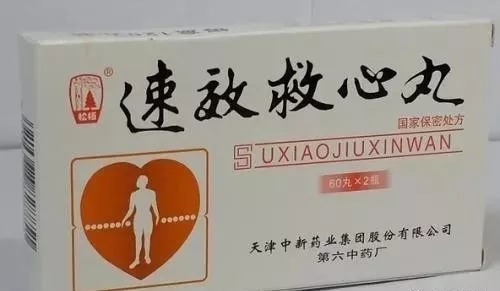 松栢
®
速效救心丸
国家保密处方
SUXIAOJIUXINWAN
60丸×2瓶
天津中新药业集团股份有限公司
第六中药厂